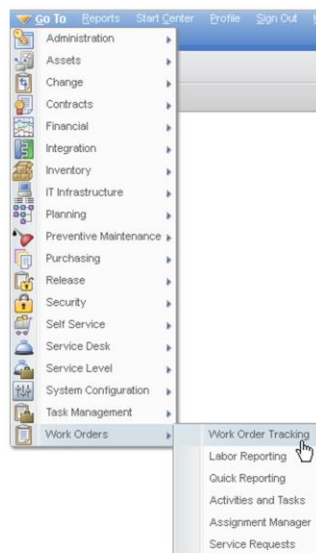 Go To Reports Start Center Profile Sign Out
Administration
Assets
Change
Contracts
Financial
Integration
Inventory
IT Infrastructure
Planning
Preventive Maintenance
Purchasing
Release
Security
Self Service
Service Desk
Service Level
System Configuration
Task Management
Work Orders
Work Order Tracking
Labor Reporting
Quick Reporting
Activities and Tasks
Assignment Manager
Service Requests